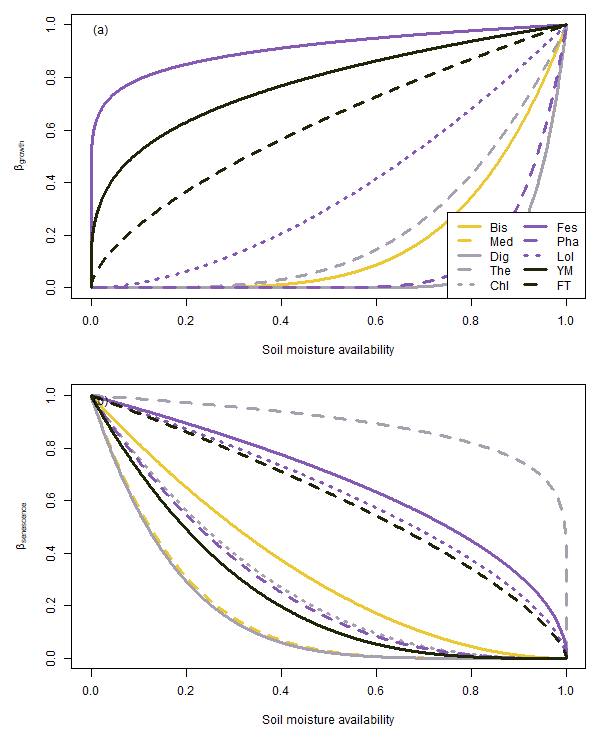 (a)
βgrowth
0.0 0.2 0.4 0.6 0.8 1.0
Bis Fes
Med Pha
Dig Lol
The YM
Chl FT
0.0 0.2 0.4 0.6 0.8 1.0
Soil moisture availability
b)
βsenescence
0.0 0.2 0.4 0.6 0.8 1.0
0.0 0.2 0.4 0.6 0.8 1.0
Soil moisture availability